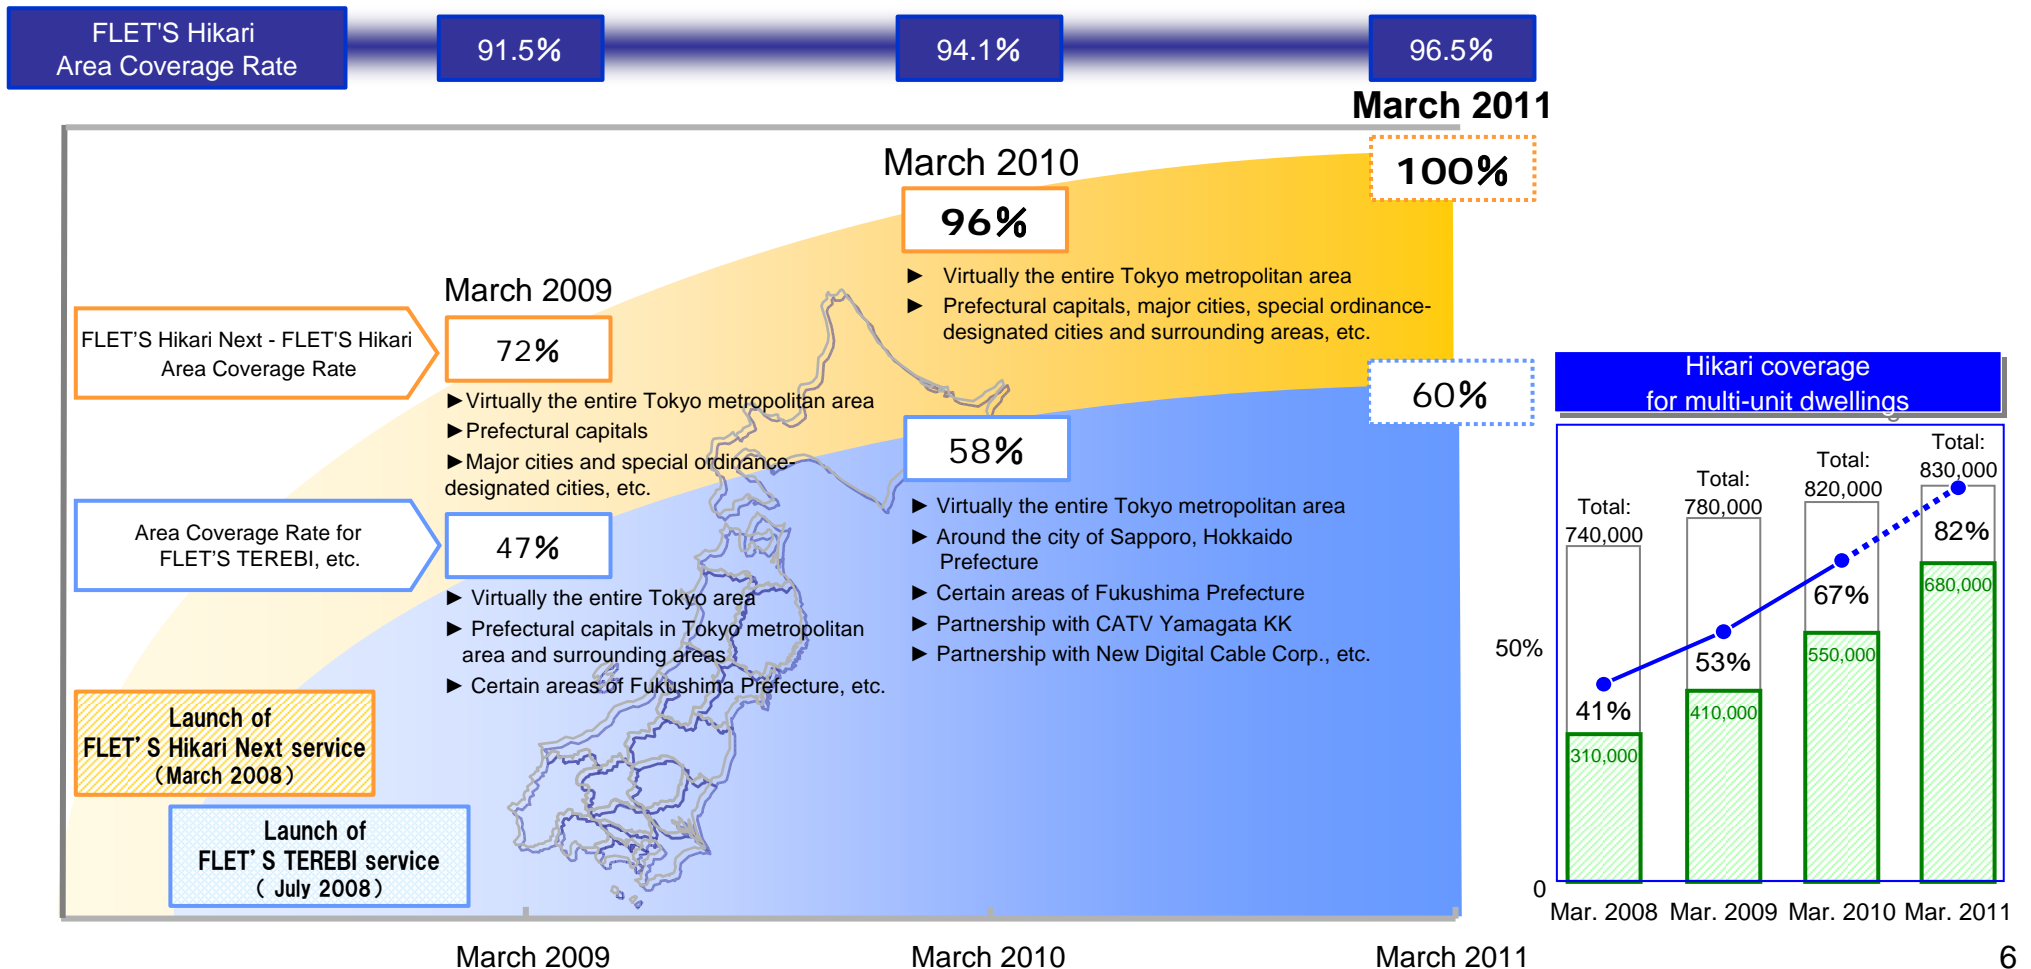 FLET'S Hikari
Area Coverage Rate
91.5%
94.1%
96.5%
March 2011
100%
March 2010
96%
► Virtually the entire Tokyo metropolitan area
► Prefectural capitals, major cities, special ordinance-
designated cities and surrounding areas, etc.
March 2009
FLET'S Hikari Next - FLET'S Hikari
Area Coverage Rate
72%
►Virtually the entire Tokyo metropolitan area
►Prefectural capitals
►Major cities and special ordinance-
designated cities, etc.
60%
58%
► Virtually the entire Tokyo metropolitan area
► Around the city of Sapporo, Hokkaido
Prefecture
► Certain areas of Fukushima Prefecture
► Partnership with CATV Yamagata KK
► Partnership with New Digital Cable Corp., etc.
Area Coverage Rate for
FLET'S TEREBI, etc.
47%
► Virtually the entire Tokyo area
► Prefectural capitals in Tokyo metropolitan
area and surrounding areas
► Certain areas of Fukushima Prefecture, etc.
Launch of
FLET'S Hikari Next service
(March 2008)
Launch of
FLET'S TEREBI service
( July 2008)
March 2009
March 2010
March 2011
Hikari coverage
for multi-unit dwellings
Total:
740,000
Total:
780,000
Total:
820,000
Total:
830,000
41%
53%
67%
82%
310,000
410,000
550,000
680,000
50%
0
Mar. 2008
Mar. 2009
Mar. 2010
Mar. 2011
6